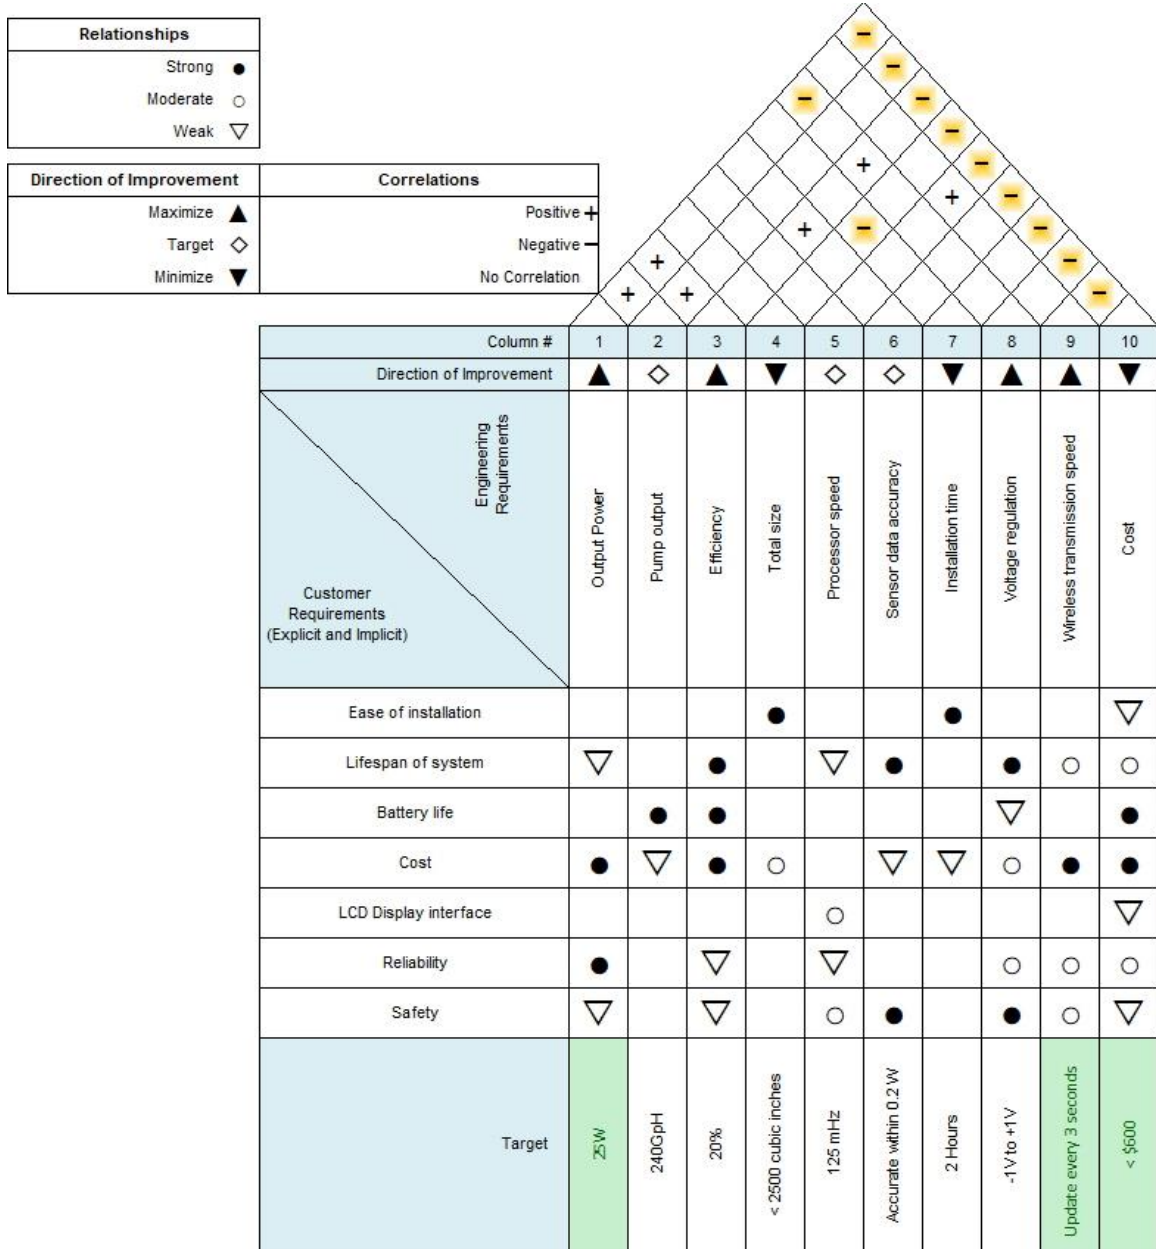 Relationships
Strong ●
Moderate ○
Weak ▽
Direction of Improvement
Maximize ▲
Target ◇
Minimize ▼
Correlations
Positive +
Negative −
No Correlation
Column # 1 2 3 4 5 6 7 8 9 10
Direction of Improvement ▲ ◇ ▲ ▼ ◇ ◇ ▼ ▲ ▲ ▼
Engineering
Requirements
Customer
Requirements
(Explicit and Implicit)
Output Power
Pump output
Efficiency
Total size
Processor speed
Sensor data accuracy
Installation time
Voltage regulation
Wireless transmission speed
Cost
Ease of installation
Lifespan of system
Battery life
Cost
LCD Display interface
Reliability
Safety
Target
25W
240GpH
20%
< 2500 cubic inches
125 mHz
Accurate within 0.2 W
2 Hours
-1V to +1V
Update every 3 seconds
< $600